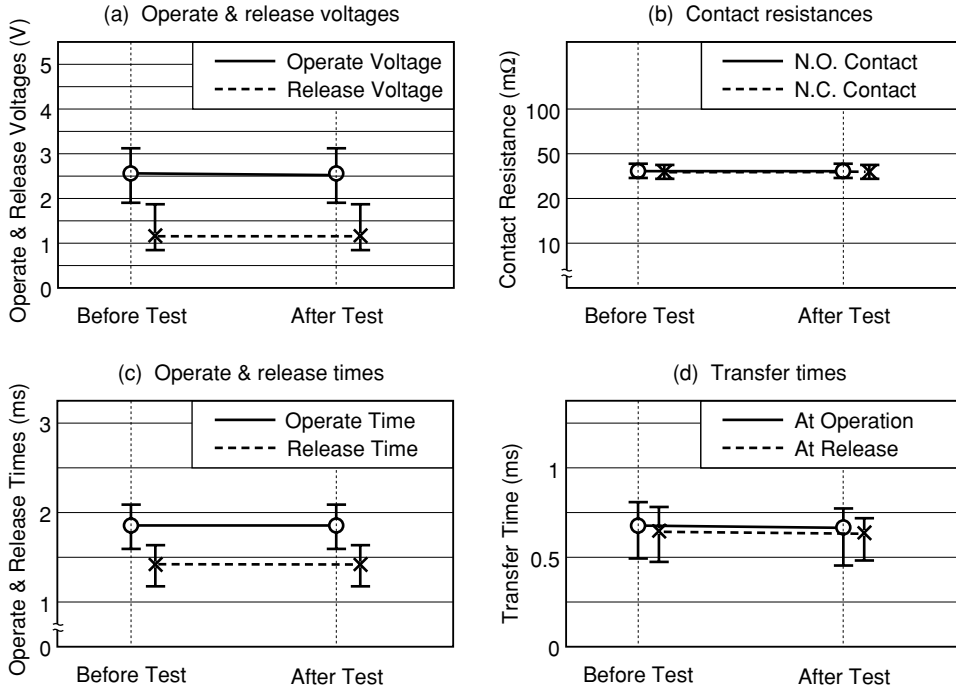 (a) Operate & release voltages
Operate & Release Voltages (V)
5
4
3
2
1
0
Operate Voltage
Release Voltage
Before Test
After Test
(b) Contact resistances
Contact Resistance (mΩ)
100
50
20
10
N.O. Contact
N.C. Contact
Before Test
After Test
(c) Operate & release times
Operate & Release Times (ms)
3
2
1
0
Operate Time
Release Time
Before Test
After Test
(d) Transfer times
Transfer Time (ms)
1
0.5
0
At Operation
At Release
Before Test
After Test